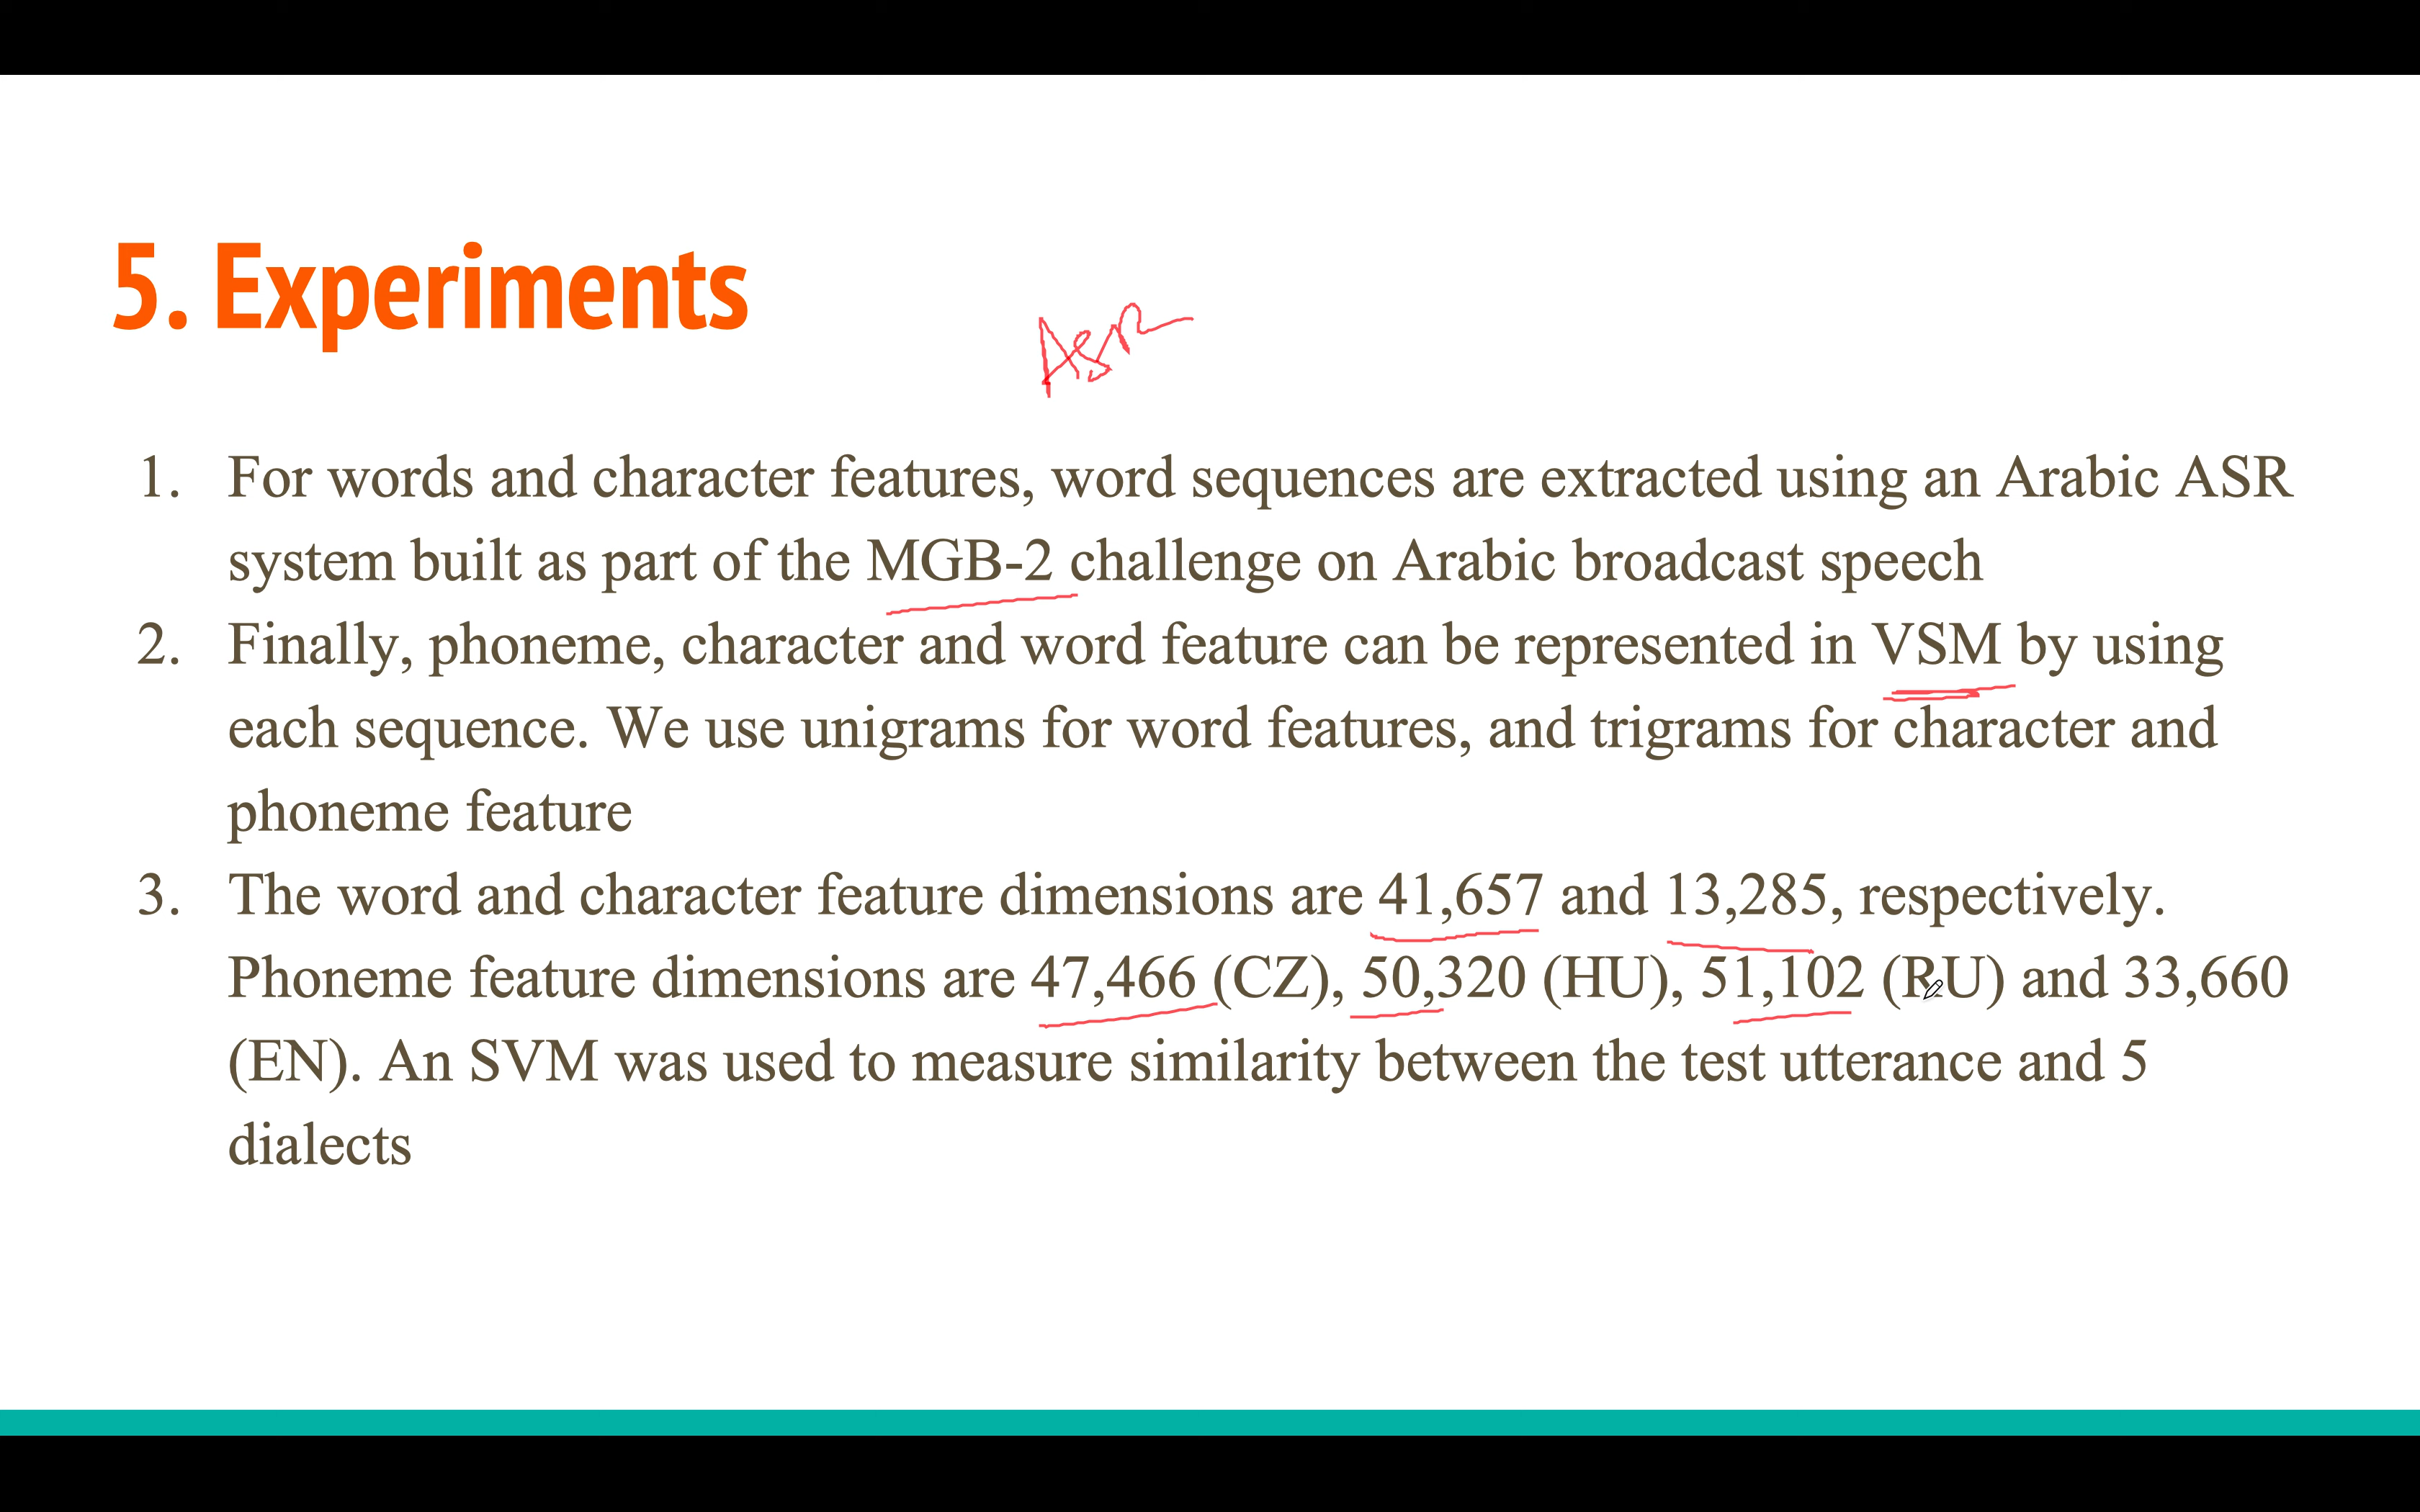 5. Experiments
Asr
1. For words and character features, word sequences are extracted using an Arabic ASR
system built as part of the MGB-2 challenge on Arabic broadcast speech
2. Finally, phoneme, character and word feature can be represented in VSM by using
each sequence. We use unigrams for word features, and trigrams for character and
phoneme feature
3. The word and character feature dimensions are 41,657 and 13,285, respectively.
Phoneme feature dimensions are 47,466 (CZ), 50,320 (HU), 51,102 (RU) and 33,660
(EN). An SVM was used to measure similarity between the test utterance and 5
dialects